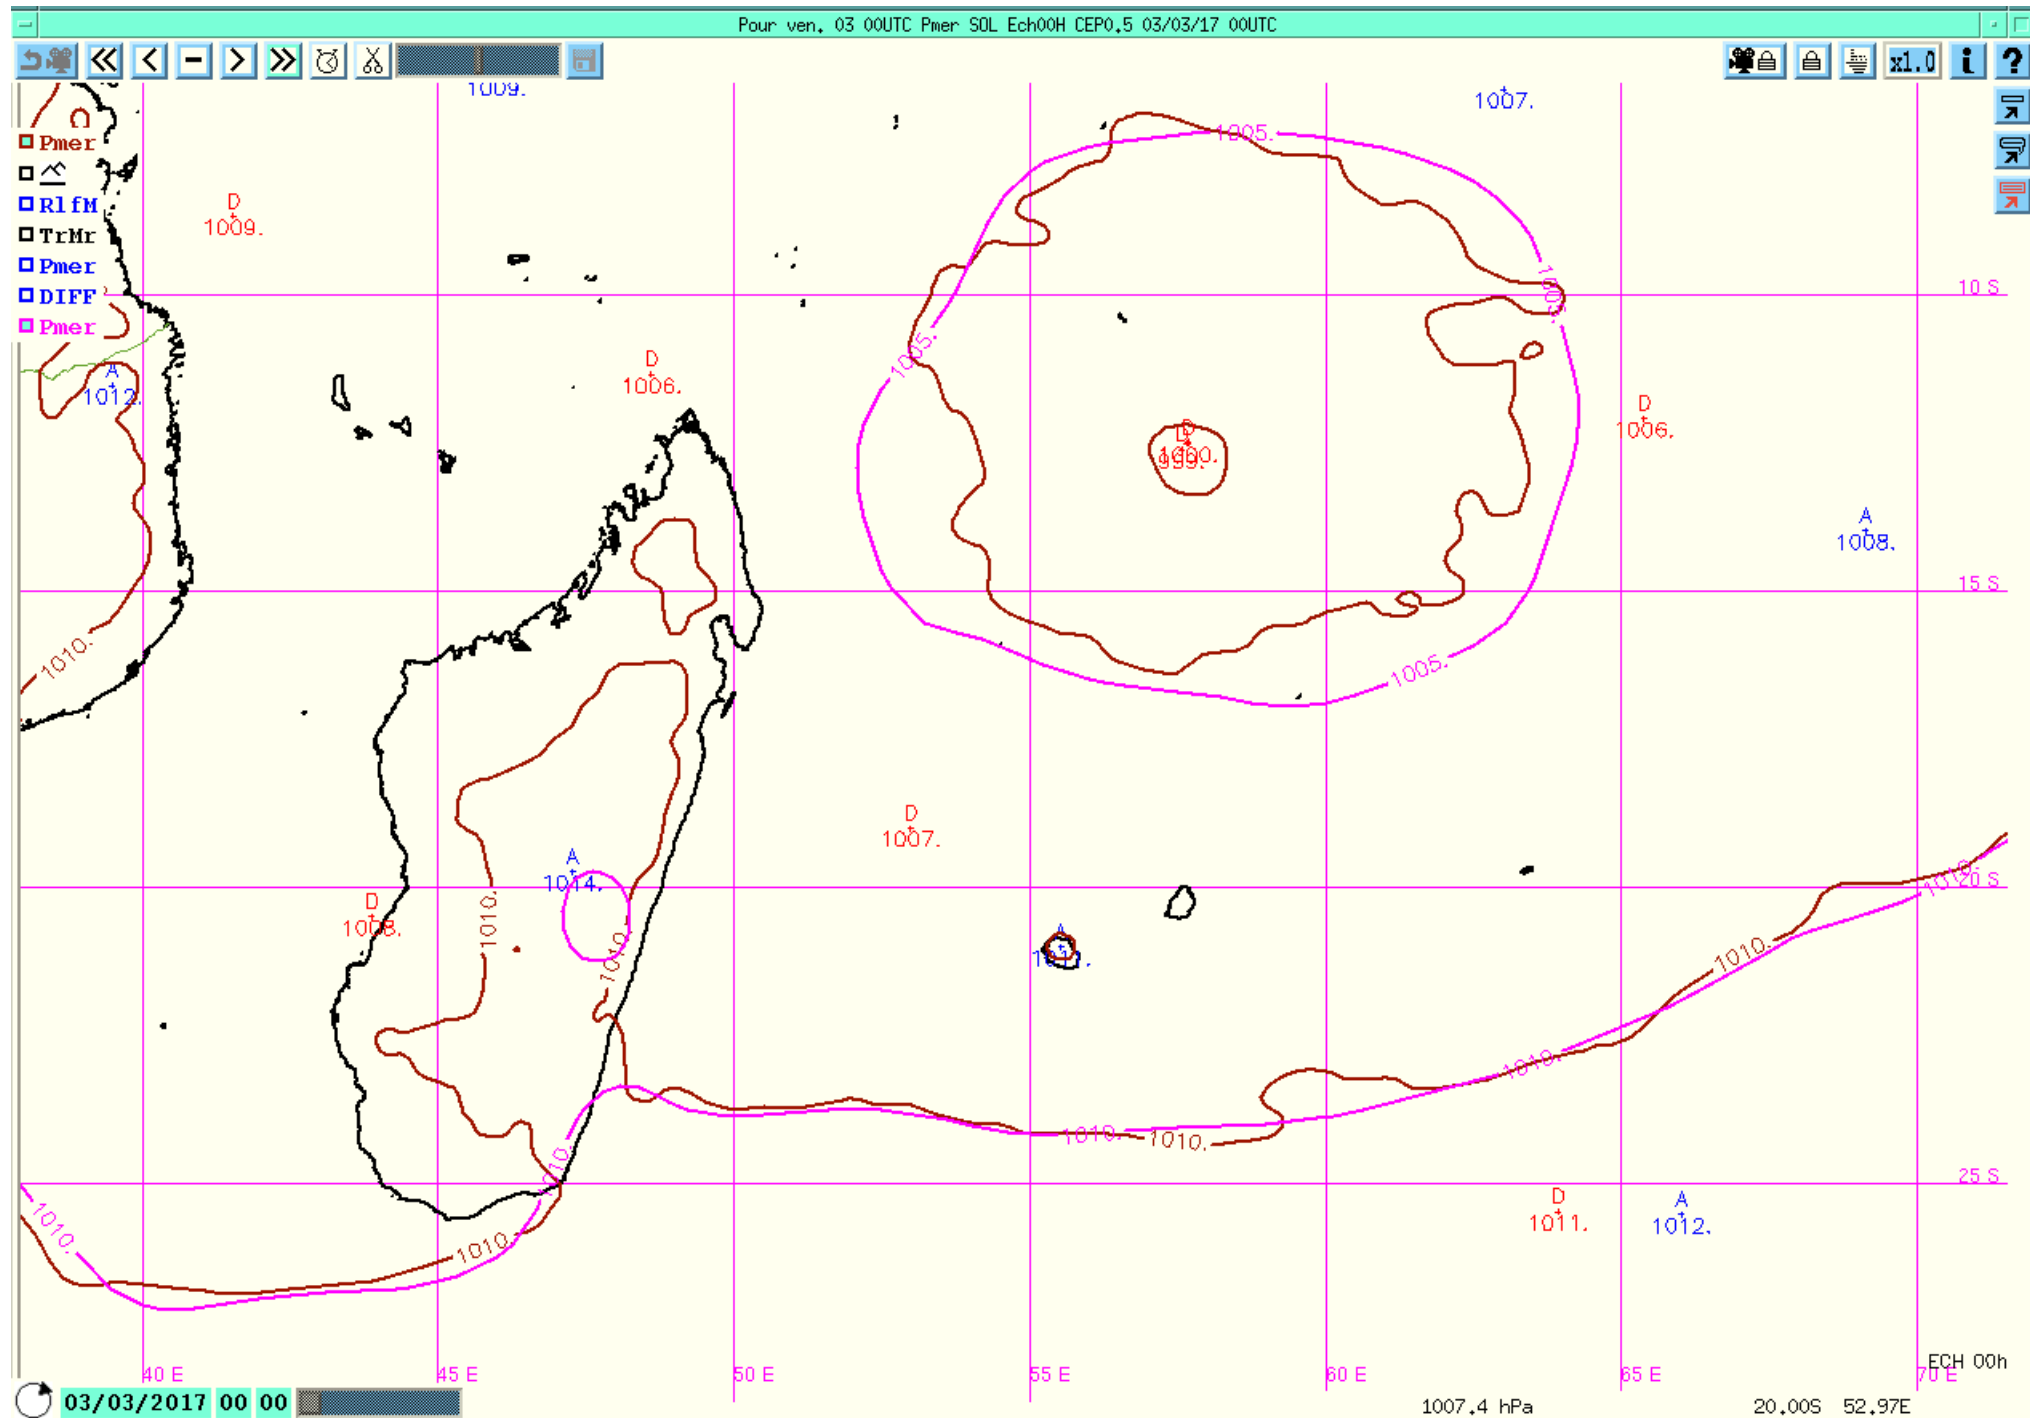 Pour ven. 03 00UTC Pmer SOL Ech00H CEP0.5 03/03/17 00UTC
x1.0 i ?
1009.
1007.
1005.
Pmer
RlfM
TrMr
Pmer
DIFF
Pmer
D
1009.
10 S
1005.
1005.
A
1012.
D
1006.
D
1006.
D
D
A
1008.
15 S
1010.
1005.
D
1007.
A
1014.
20 S
1010.
D
1008.
1010.
1010.
A
1010.
1010.
1010.
1010.
1010.
25 S
D
1011.
A
1012.
1010.
1010.
ECH 00h
40 E
45 E
50 E
55 E
60 E
65 E
70 E
03/03/2017 00 00
1007.4 hPa
20.00S 52.97E